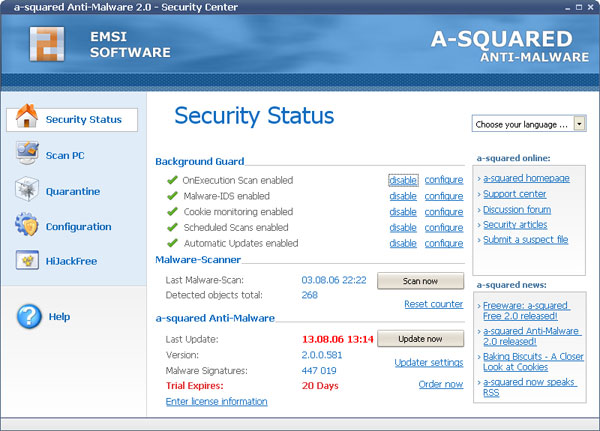 a-squared Anti-Malware 2.0 - Security Center
EMSI
SOFTWARE
A-SQUARED
ANTI-MALWARE
Security Status
Scan PC
Quarantine
Configuration
HiJackFree
Help
Security Status
Choose your language ...
Background Guard
OnExecution Scan enabled disable configure
Malware-IDS enabled disable configure
Cookie monitoring enabled disable configure
Scheduled Scans enabled disable configure
Automatic Updates enabled disable configure
Malware-Scanner
Last Malware-Scan: 03.08.06 22:22 Scan now
Detected objects total: 268
Reset counter
a-squared Anti-Malware
Last Update: 13.08.06 13:14 Update now
Version: 2.0.0.581
Updater settings
Malware Signatures: 447 019
Trial Expires: 20 Days Order now
Enter license information
a-squared online:
a-squared homepage
Support center
Discussion forum
Security articles
Submit a suspect file
a-squared news:
Freeware: a-squared
Free 2.0 released!
a-squared Anti-Malware
2.0 released!
Baking Biscuits - A Closer
Look at Cookies
a-squared now speaks
RSS